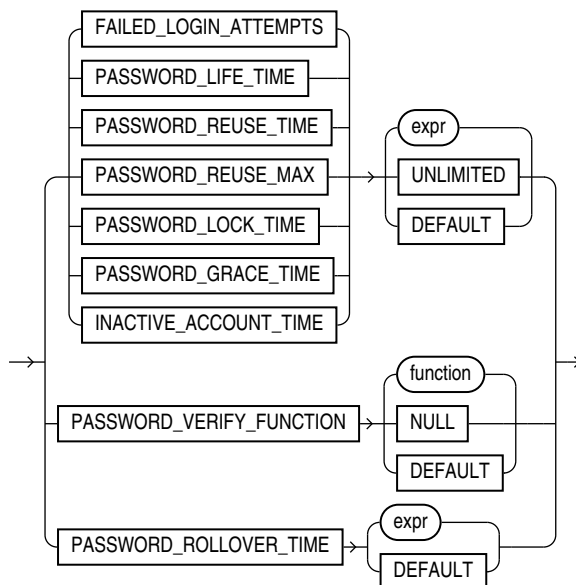 FAILED_LOGIN_ATTEMPTS
PASSWORD_LIFE_TIME
PASSWORD_REUSE_TIME
PASSWORD_REUSE_MAX
PASSWORD_LOCK_TIME
PASSWORD_GRACE_TIME
INACTIVE_ACCOUNT_TIME
expr
UNLIMITED
DEFAULT
PASSWORD_VERIFY_FUNCTION
function
NULL
DEFAULT
PASSWORD_ROLLOVER_TIME
expr
DEFAULT